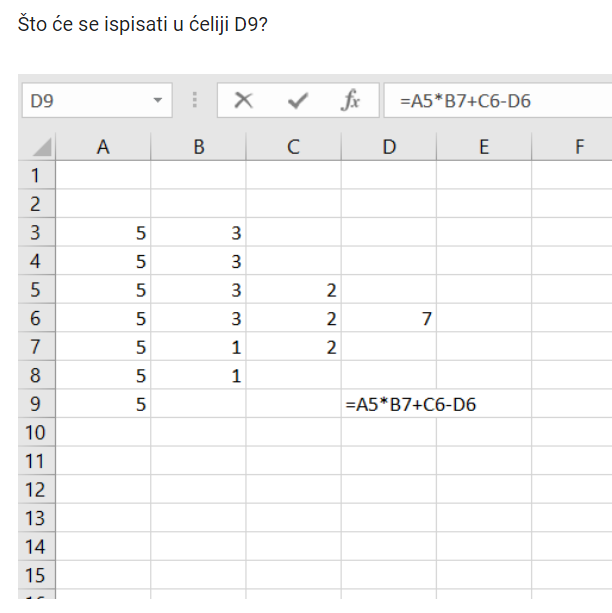 Što će se ispisati u ćeliji D9?
D9 fx =A5*B7+C6-D6
A B C D E F
1
2
3 5 3
4 5 3
5 5 3 2
6 5 3 2 7
7 5 1 2
8 5 1
9 5 =A5*B7+C6-D6
10
11
12
13
14
15
16